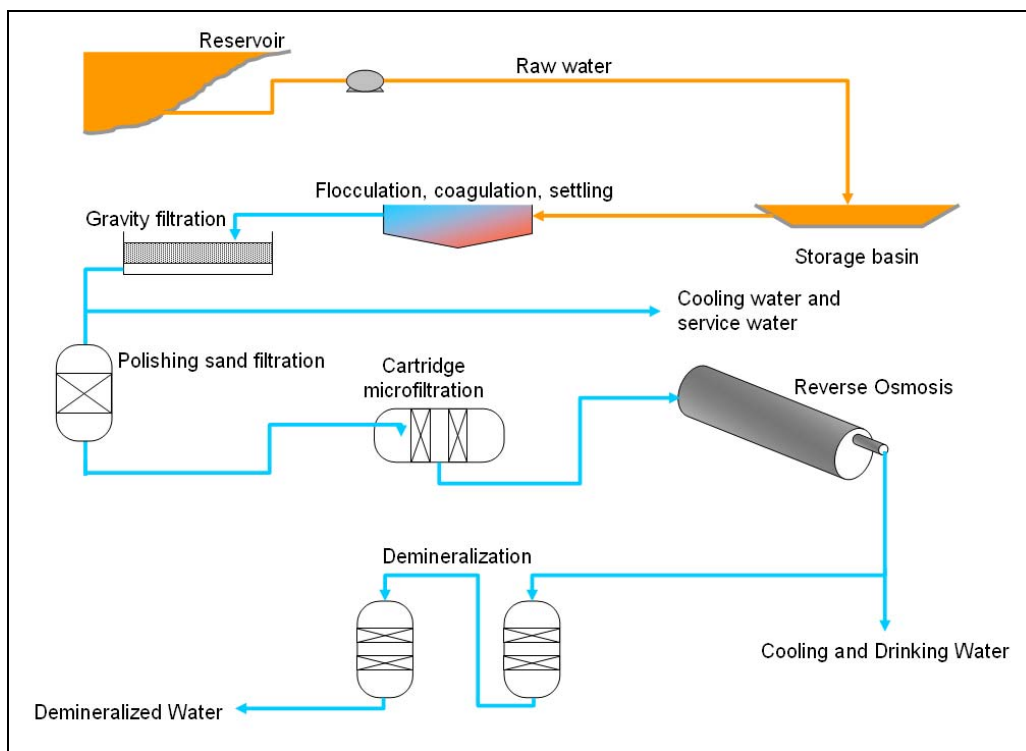 Reservoir
Raw water
Flocculation, coagulation, settling
Gravity filtration
Storage basin
Cooling water and
service water
Polishing sand filtration
Cartridge
microfiltration
Reverse Osmosis
Demineralization
Cooling and Drinking Water
Demineralized Water